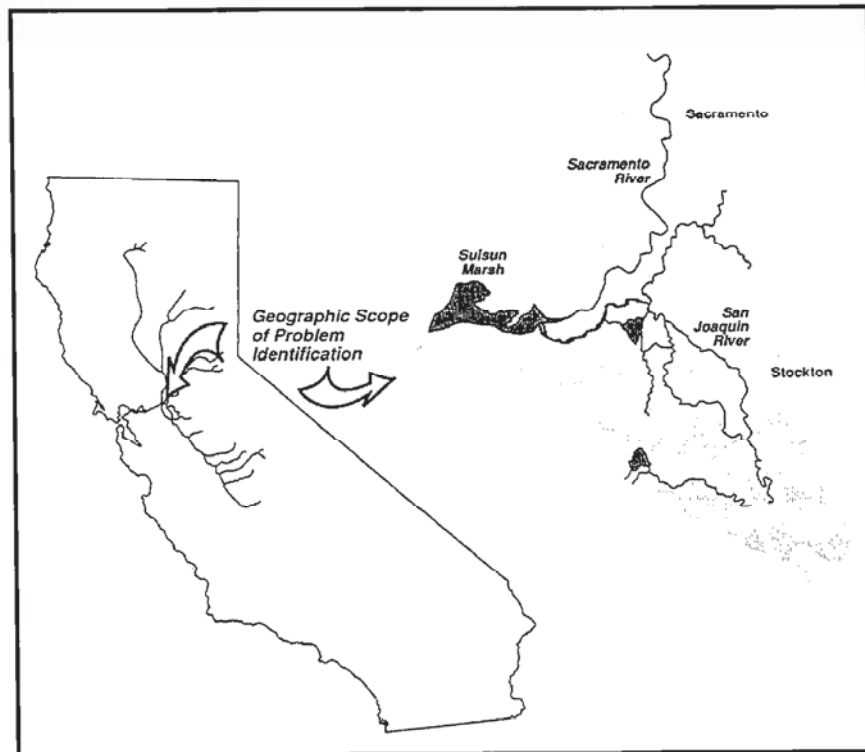 Sacramento
Sacramento
River
Suisun
Marsh
Geographic Scope
of Problem
Identification
San
Joaquin
River
Stockton